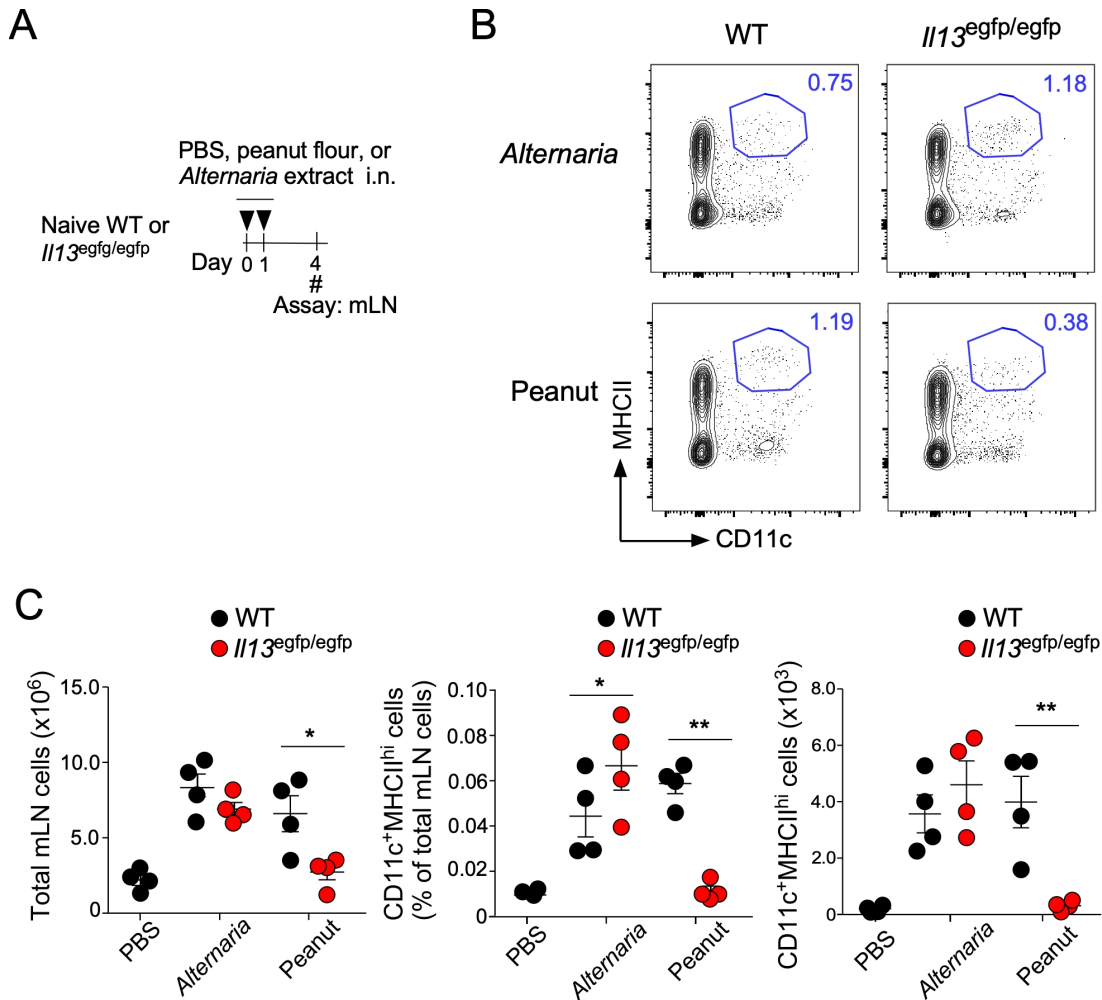 A
PBS, peanut flour, or
Alternaria extract i.n.
Naive WT or
Il13egfg/egfp
Day 0 1 4
#
Assay: mLN
B
WT
Il13egfp/egfp
Alternaria
0.75
1.18
Peanut
1.19
0.38
MHCII
CD11c
C
WT
Il13egfp/egfp
Total mLN cells (x10⁶)
15.0
10.0
5.0
0
*
PBS
Alternaria
Peanut
WT
Il13egfp/egfp
CD11c⁺MHCIIhi cells
(% of total mLN cells)
0.10
0.08
0.06
0.04
0.02
0
*
**
PBS
Alternaria
Peanut
WT
Il13egfp/egfp
CD11c⁺MHCIIhi cells (x10³)
8.0
6.0
4.0
2.0
0
**
PBS
Alternaria
Peanut